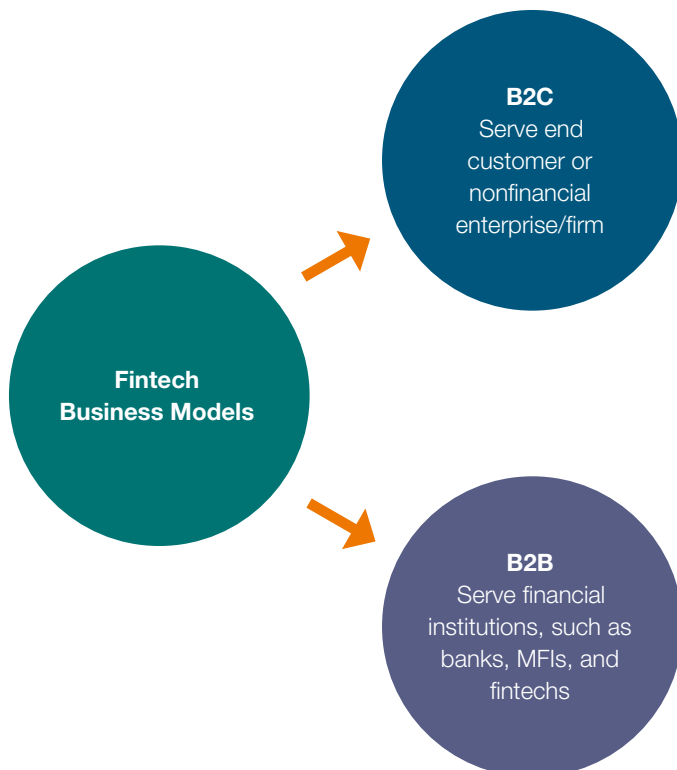 B2C
Serve end
customer or
nonfinancial
enterprise/firm
Fintech
Business Models
B2B
Serve financial
institutions, such as
banks, MFIs, and
fintechs